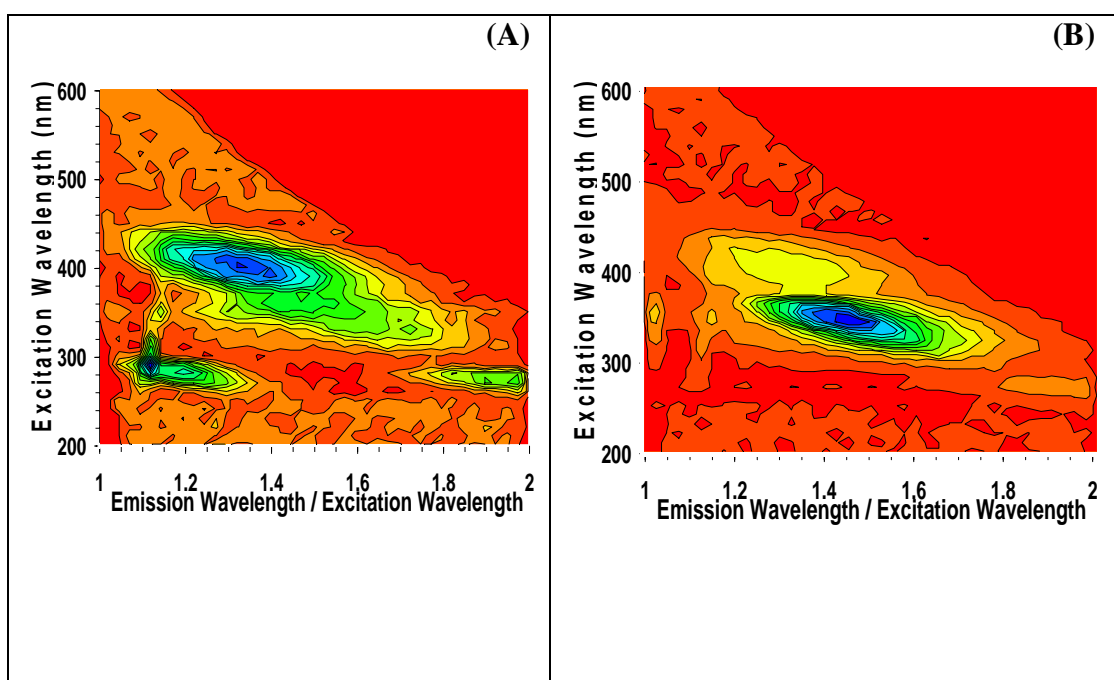 (A)
Excitation Wavelength (nm)
600
500
400
300
200
1 1.2 1.4 1.6 1.8 2
Emission Wavelength / Excitation Wavelength
(B)
Excitation Wavelength (nm)
600
500
400
300
200
1 1.2 1.4 1.6 1.8 2
Emission Wavelength / Excitation Wavelength